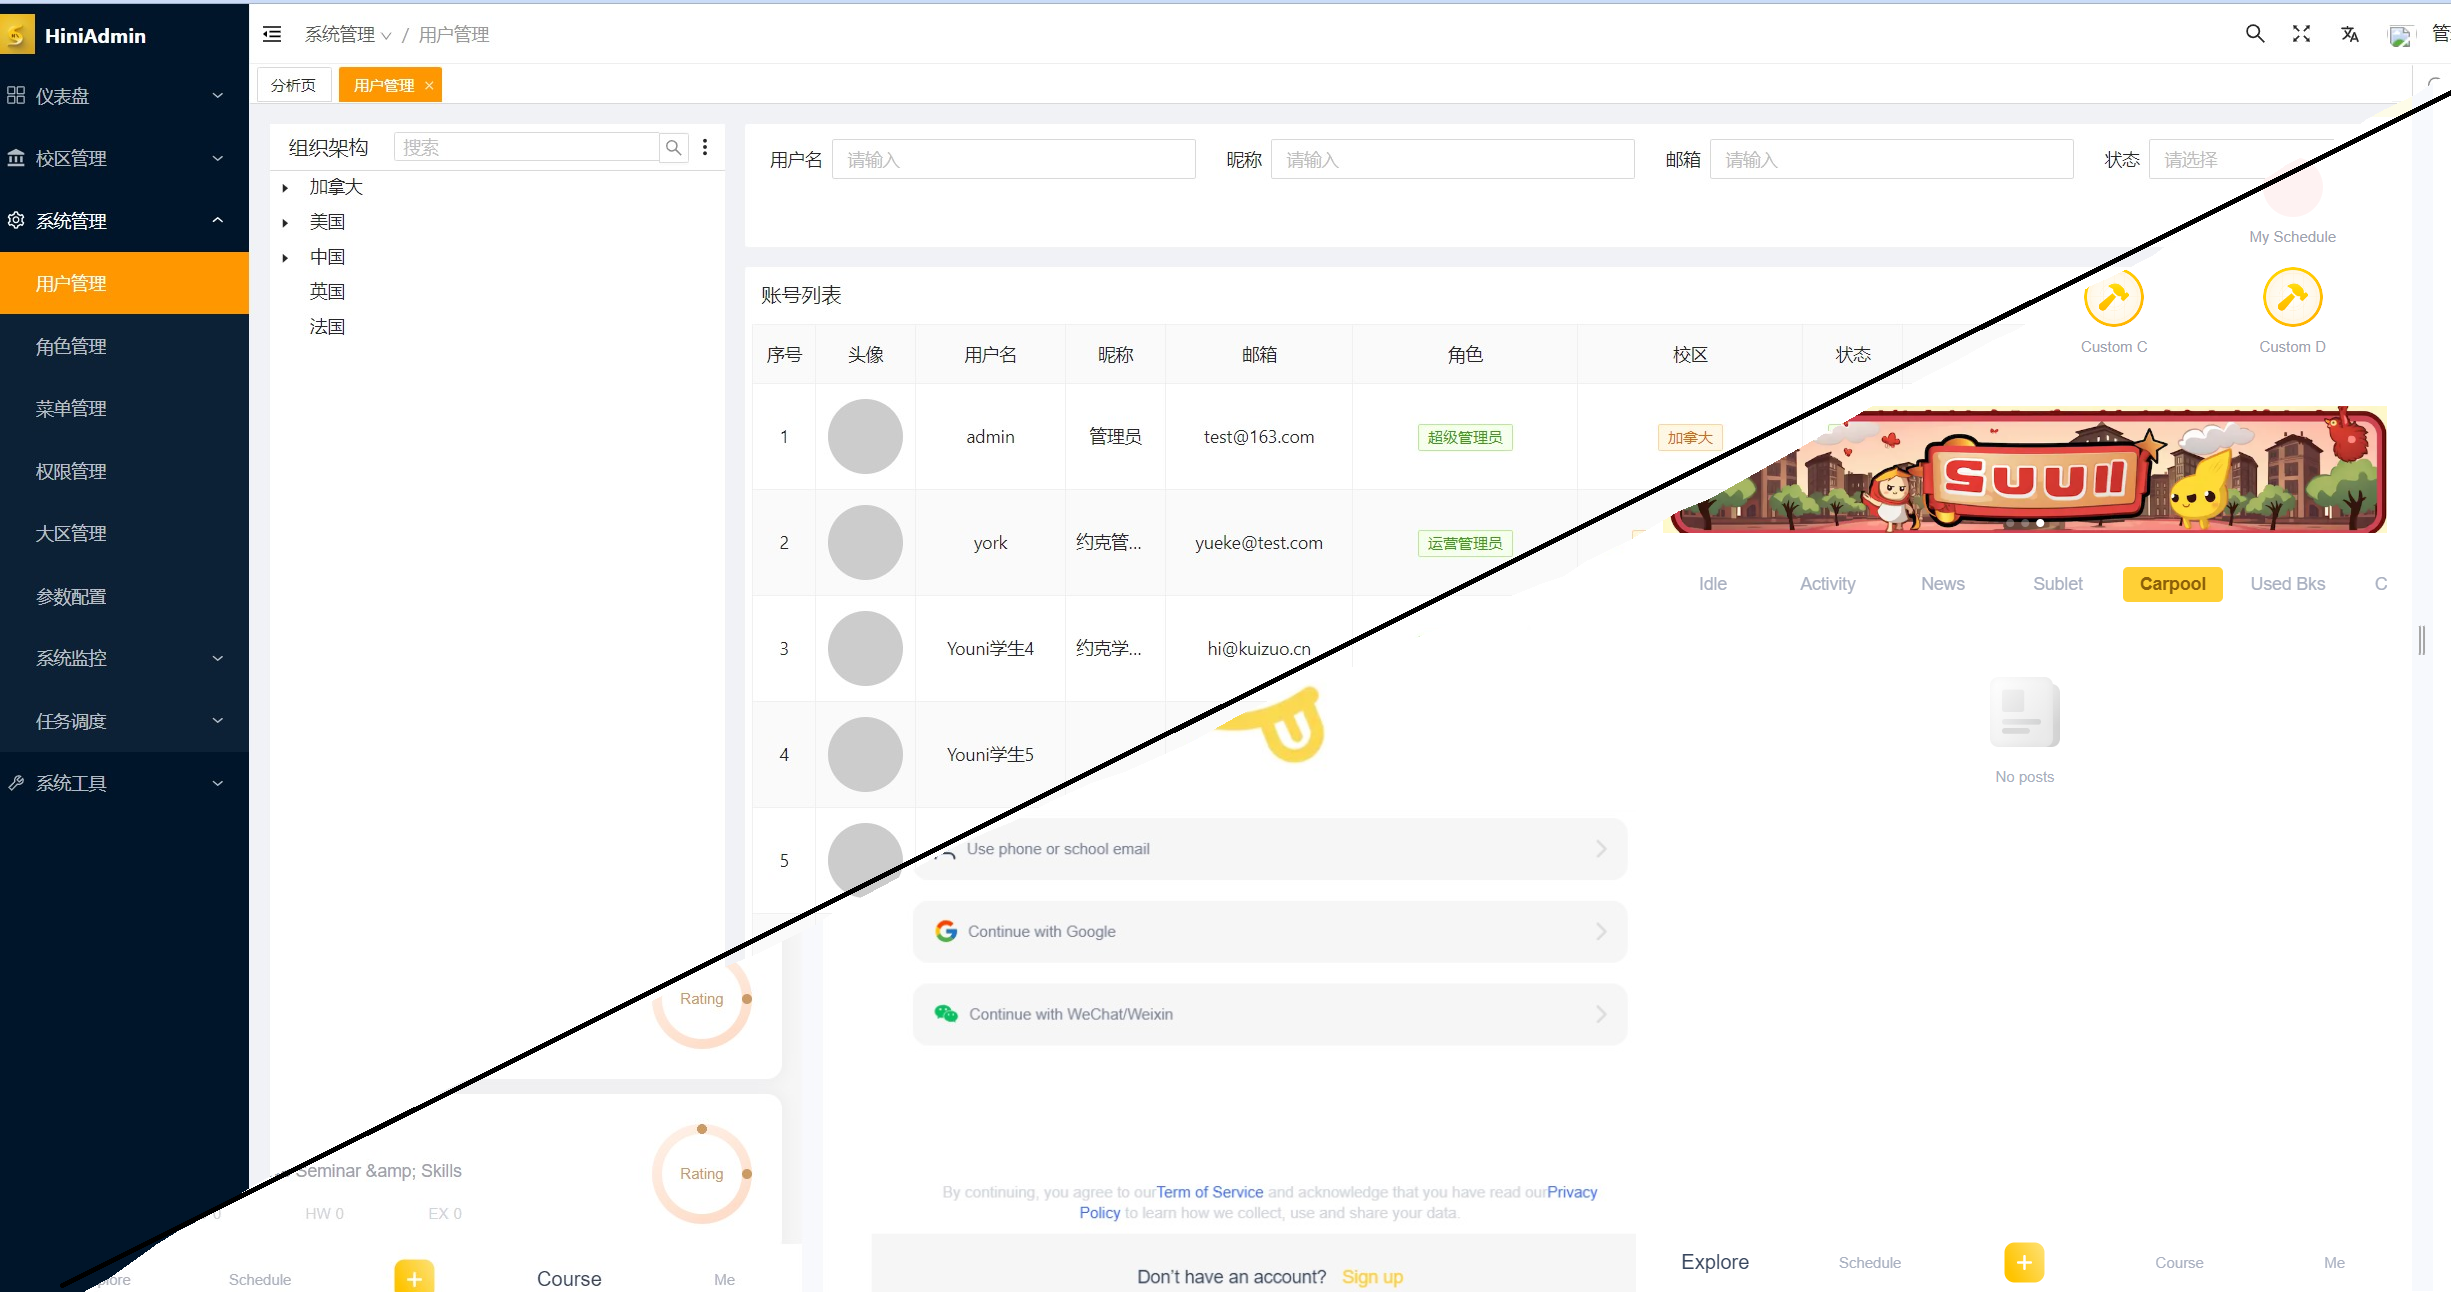 HiniAdmin
仪表盘
校区管理
系统管理
用户管理
角色管理
菜单管理
权限管理
大区管理
参数配置
系统监控
任务调度
系统工具
系统管理 / 用户管理
分析页
用户管理 ×
组织架构 搜索
加拿大
美国
中国
英国
法国
用户名 请输入 昵称 请输入 邮箱 请输入 状态 请选择
账号列表
序号 头像 用户名 昵称 邮箱 角色 校区 状态
1 admin 管理员 test@163.com 超级管理员 加拿大
2 york 约克管... yueke@test.com 运营管理员
3 Youni学生4 约克学... hi@kuizuo.cn
4 Youni学生5
5
My Schedule
Custom C Custom D
Suuil
Idle Activity News Sublet Carpool Used Bks C
No posts
Use phone or school email
Continue with Google
Continue with WeChat/Weixin
By continuing, you agree to ourTerm of Service and acknowledge that you have read ourPrivacy
Policy to learn how we collect, use and share your data.
Don't have an account? Sign up
Rating
Seminar &amp; Skills
Rating
0 HW 0 EX 0
Schedule + Course Me
Explore Schedule + Course Me